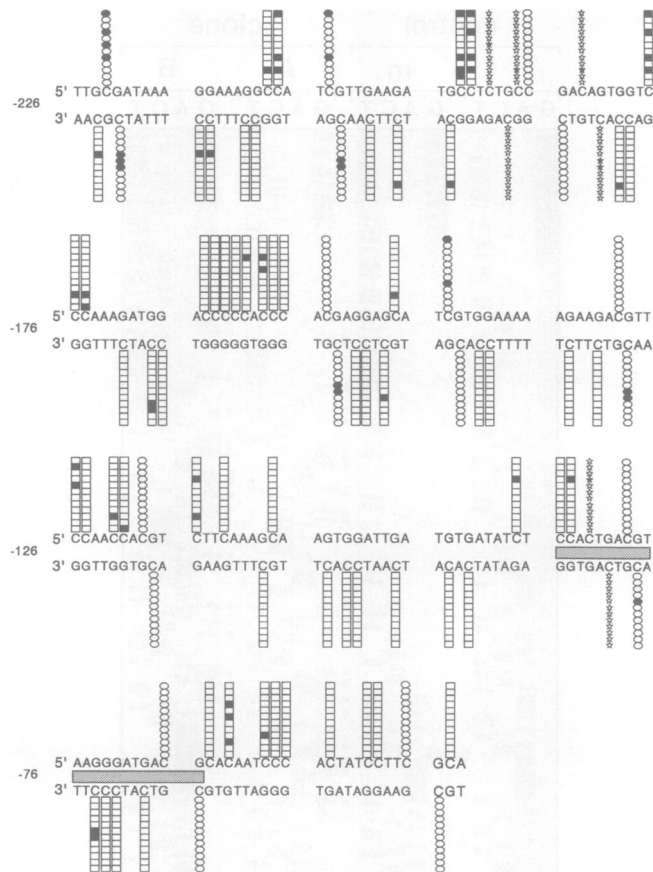 5' TTGCGATAAA GGAAAGGCCA TCGTTGAAGA TGCCTCTGCC GACAGTGGTC
-226
3' AACGCTATTT CCTTTCCGGT AGCAACTTCT ACGGAGACGG CTGTCACCAG
5' CCAAAGATGG ACCCCCACCC ACGAGGAGCA TCGTGGAAAA AGAAGACGTT
-176
3' GGTTTCTACC TGGGGGTGGG TGCTCCTCGT AGCACCTTTT TCTTCTGCAA
5' CCAACCACGT CTTCAAAGCA AGTGGATTGA TGTGATATCT CCACTGACGT
-126
3' GGTTGGTGCA GAAGTTTCGT TCACCTAACT ACACTATAGA GGTGACTGCA
5' AAGGGATGAC GCACAATCCC ACTATCCTTC GCA
-76
3' TTCCCTACTG CGTGTTAGGG TGATAGGAAG CGT